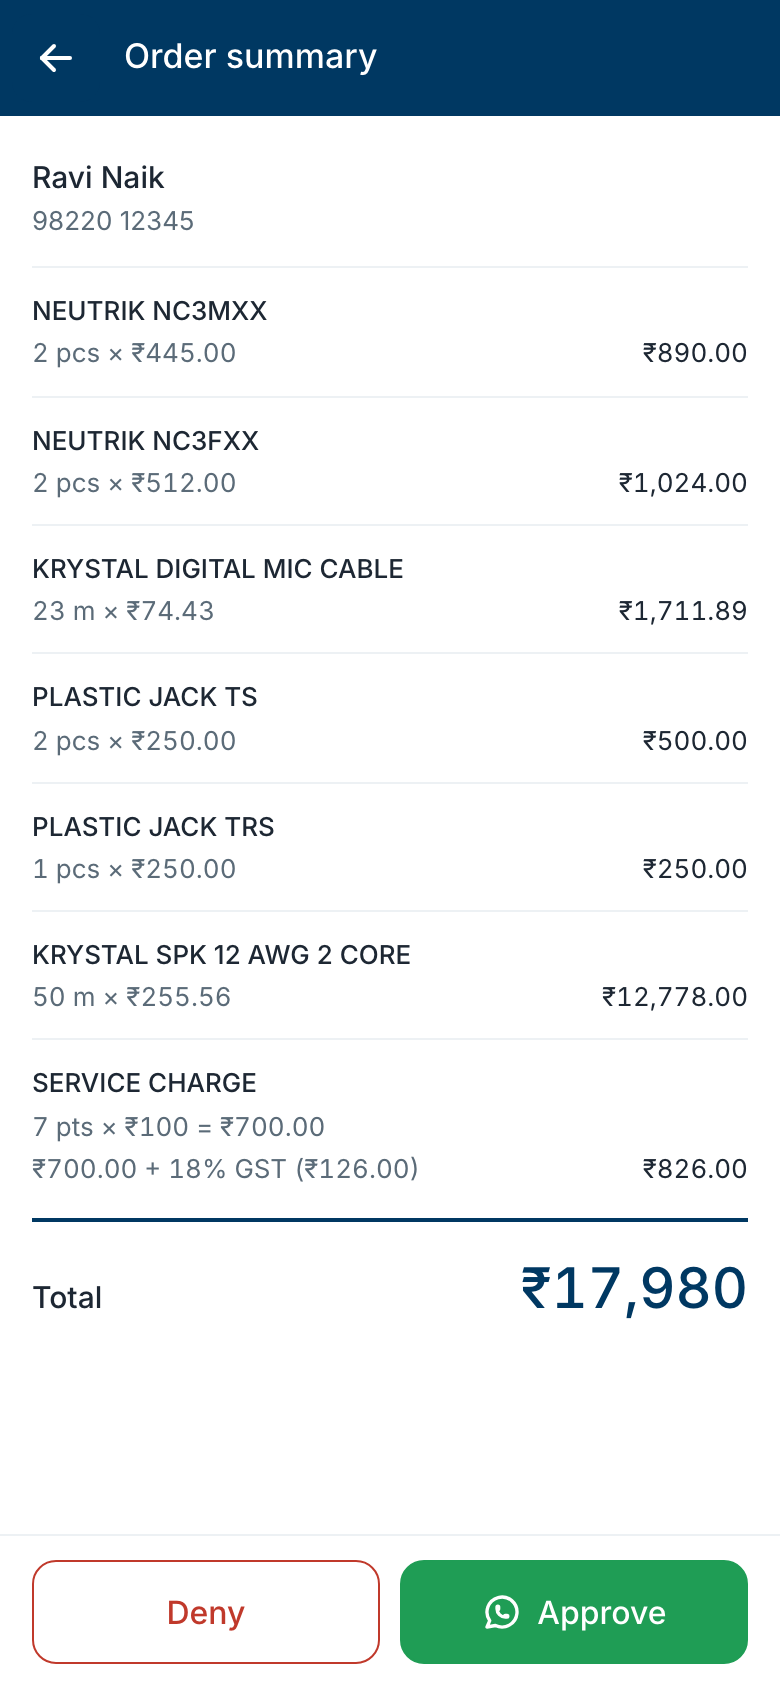 Order summary
Ravi Naik
98220 12345
NEUTRIK NC3MXX
2 pcs × ₹445.00 ₹890.00
NEUTRIK NC3FXX
2 pcs × ₹512.00 ₹1,024.00
KRYSTAL DIGITAL MIC CABLE
23 m × ₹74.43 ₹1,711.89
PLASTIC JACK TS
2 pcs × ₹250.00 ₹500.00
PLASTIC JACK TRS
1 pcs × ₹250.00 ₹250.00
KRYSTAL SPK 12 AWG 2 CORE
50 m × ₹255.56 ₹12,778.00
SERVICE CHARGE
7 pts × ₹100 = ₹700.00
₹700.00 + 18% GST (₹126.00) ₹826.00
Total ₹17,980
Deny Approve